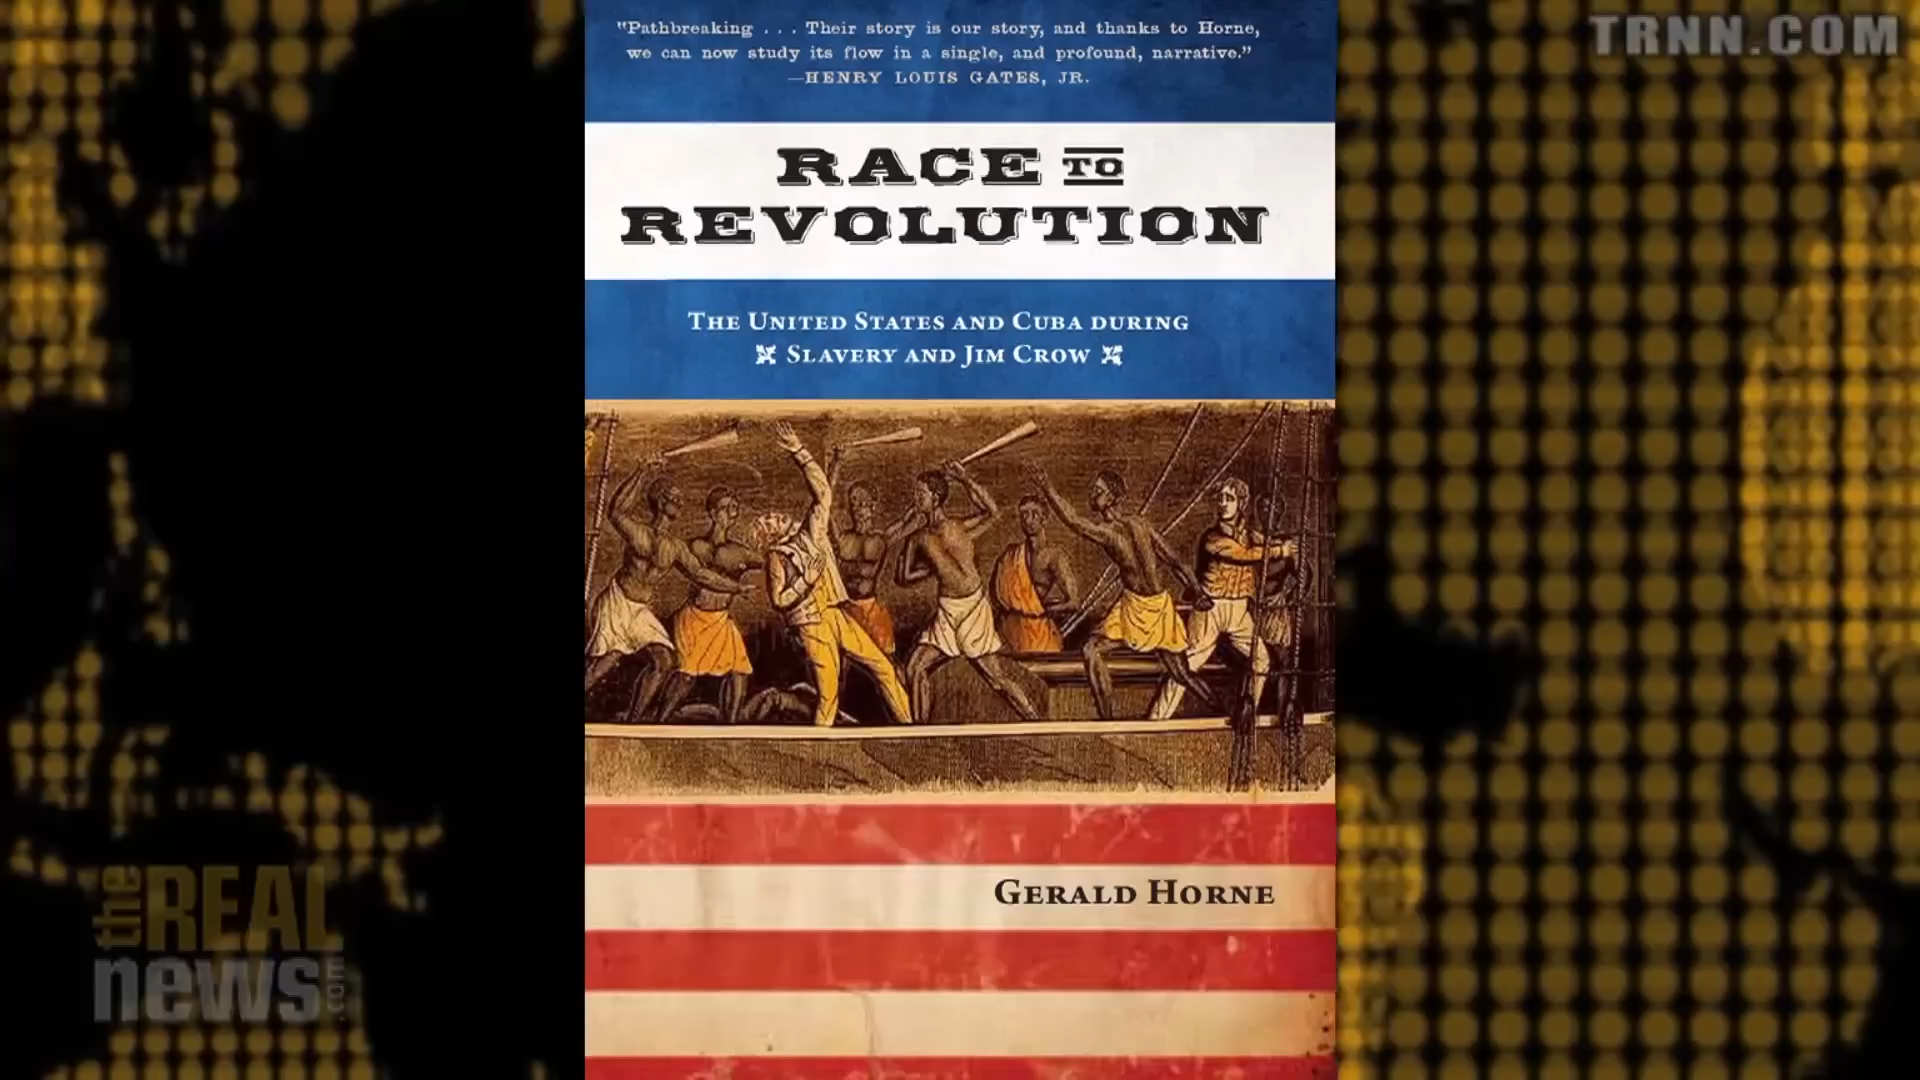 "Pathbreaking . . . Their story is our story, and thanks to Horne,
we can now study its flow in a single, and profound, narrative."
—HENRY LOUIS GATES, JR.
RACE TO
REVOLUTION
THE UNITED STATES AND CUBA DURING
SLAVERY AND JIM CROW
GERALD HORNE
TRNN.COM
the REAL
news.com